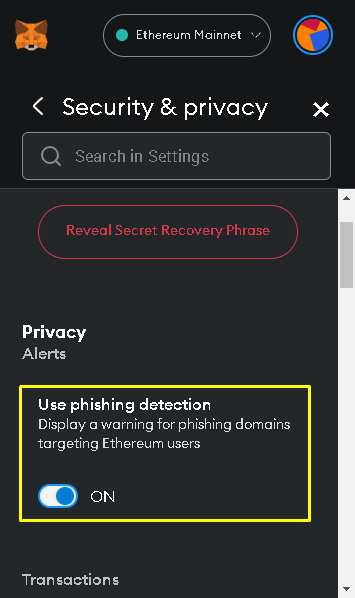 Ethereum Mainnet
Security & privacy
Search in Settings
Reveal Secret Recovery Phrase
Privacy
Alerts
Use phishing detection
Display a warning for phishing domains
targeting Ethereum users
ON
Transactions